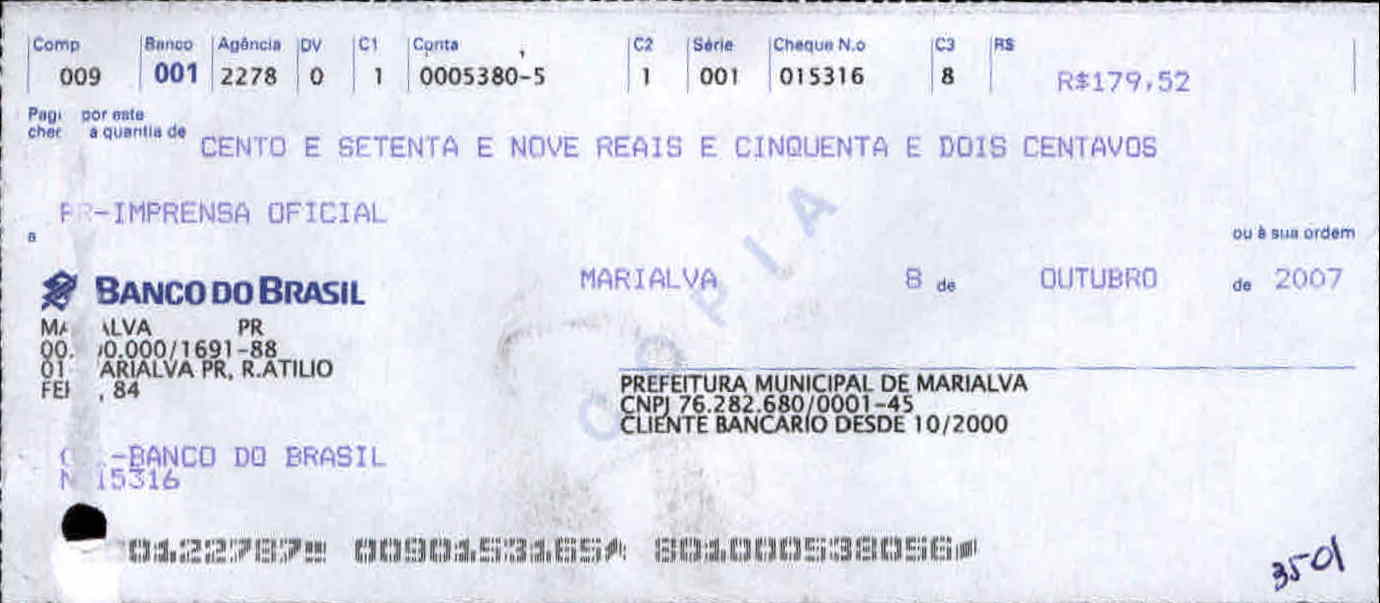 Comp Banco Agência DV C1 Conta C2 Série Cheque N.o C3 R$
009 001 2278 0 1 0005380-5 1 001 015316 8 R$179,52
por este
a quantia de CENTO E SETENTA E NOVE REAIS E CINQUENTA E DOIS CENTAVOS
PR-IMPRENSA OFICIAL
a ou à sua ordem
COPIA
MARIALVA 8 de OUTUBRO de 2007
BANCO DO BRASIL
PR
0.000/1691-88
ARIALVA PR, R.ATILIO
, 84
PREFEITURA MUNICIPAL DE MARIALVA
CNPJ 76.282.680/0001-45
CLIENTE BANCARIO DESDE 10/2000
-BANCO DO BRASIL
15316
3501